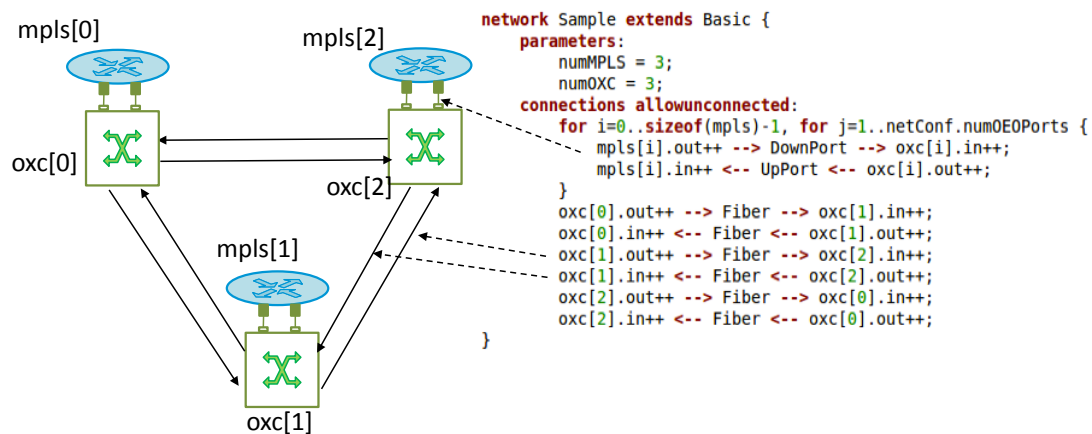 mpls[0]
mpls[2]
oxc[0]
oxc[2]
mpls[1]
oxc[1]
network Sample extends Basic {
    parameters:
        numMPLS = 3;
        numOXC = 3;
    connections allowunconnected:
        for i=0..sizeof(mpls)-1, for j=1..netConf.numOEOPorts {
            mpls[i].out++ --> DownPort --> oxc[i].in++;
            mpls[i].in++ <-- UpPort <-- oxc[i].out++;
        }
        oxc[0].out++ --> Fiber --> oxc[1].in++;
        oxc[0].in++ <-- Fiber <-- oxc[1].out++;
        oxc[1].out++ --> Fiber --> oxc[2].in++;
        oxc[1].in++ <-- Fiber <-- oxc[2].out++;
        oxc[2].out++ --> Fiber --> oxc[0].in++;
        oxc[2].in++ <-- Fiber <-- oxc[0].out++;
}